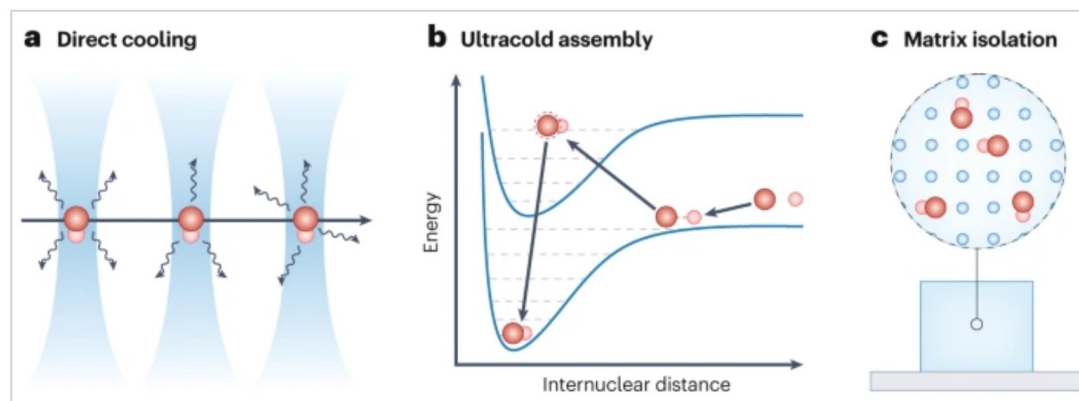 a Direct cooling
b Ultracold assembly
c Matrix isolation
Energy
Internuclear distance